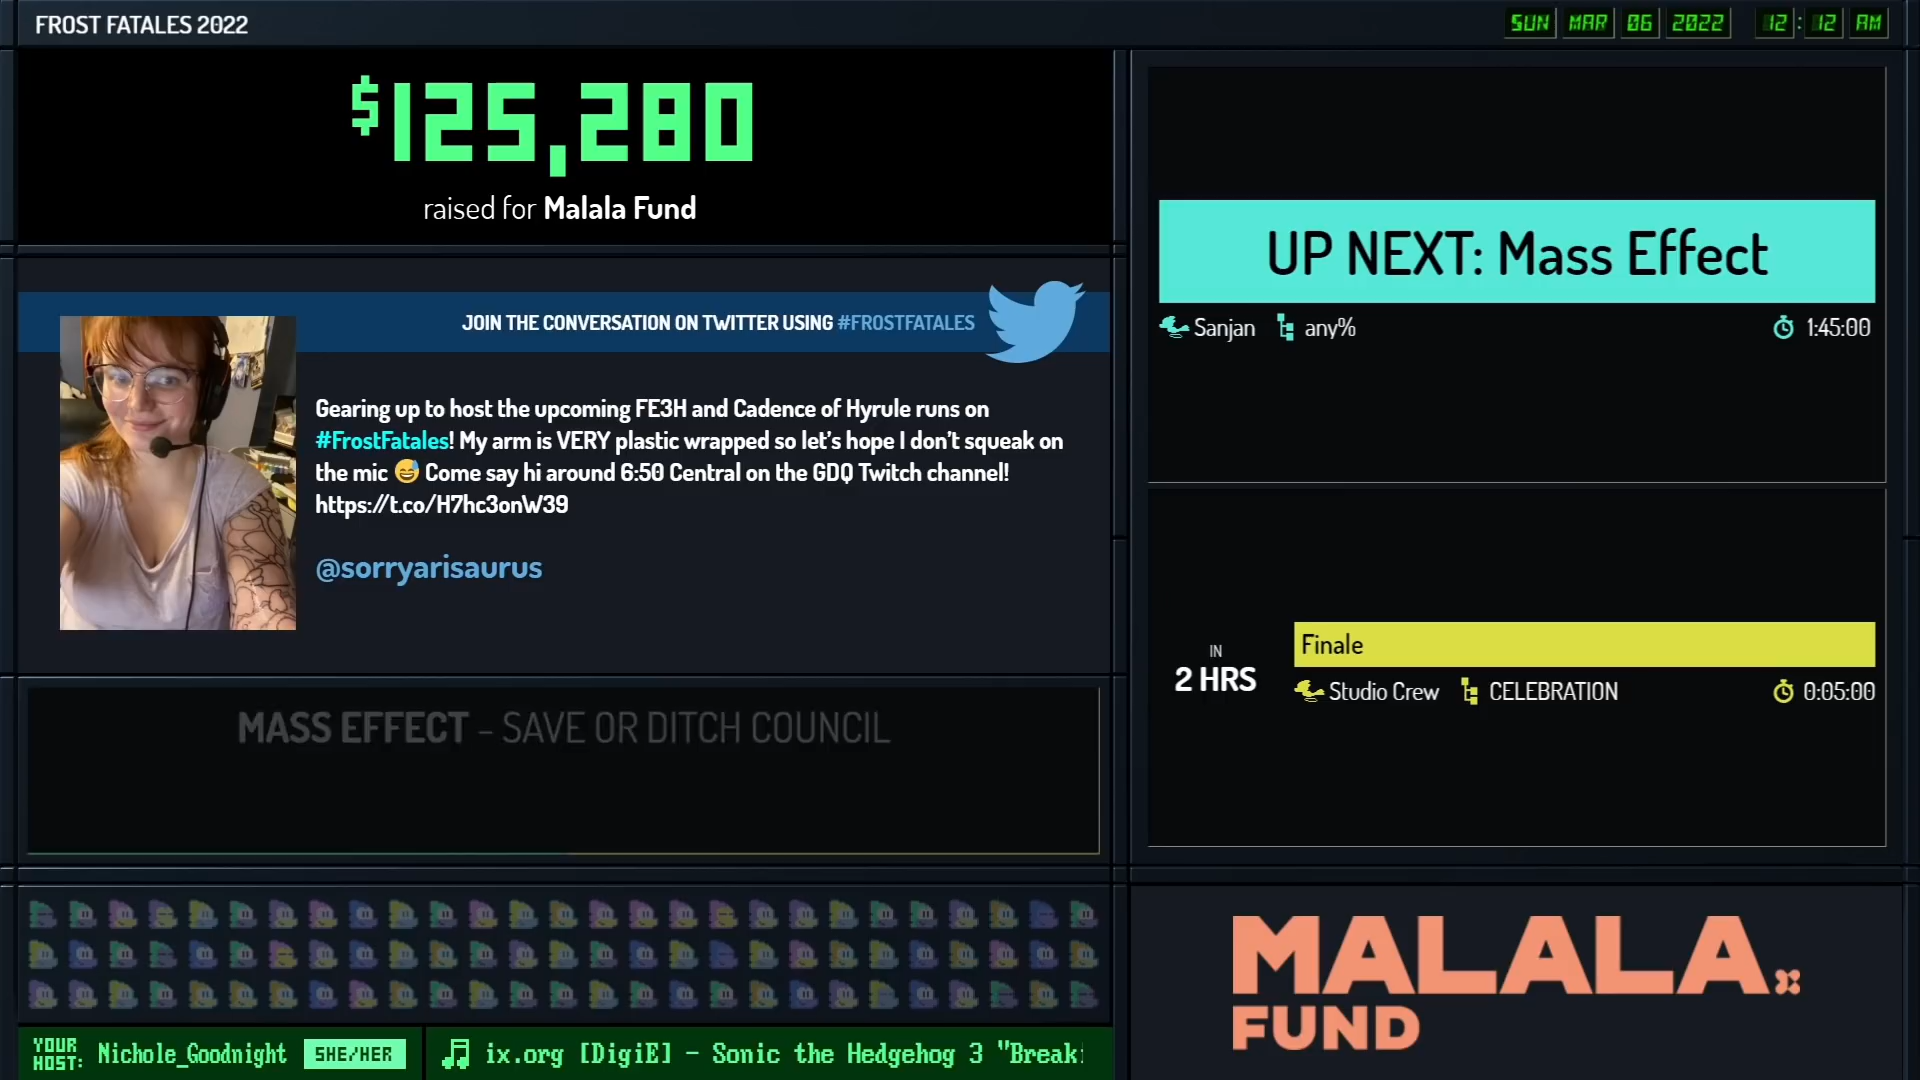 FROST FATALES 2022
SUN MAR 06 2022 12:12 AM
$125,280
raised for Malala Fund
JOIN THE CONVERSATION ON TWITTER USING #FROSTFATALES
Gearing up to host the upcoming FE3H and Cadence of Hyrule runs on
#FrostFatales! My arm is VERY plastic wrapped so let's hope I don't squeak on
the mic 😅 Come say hi around 6:50 Central on the GDQ Twitch channel!
https://t.co/H7hc3onW39
@sorryarisaurus
MASS EFFECT - SAVE OR DITCH COUNCIL
UP NEXT: Mass Effect
Sanjan any% 1:45:00
IN
2 HRS
Finale
Studio Crew CELEBRATION 0:05:00
YOUR
HOST: Nichole_Goodnight SHE/HER
ix.org [DigiE] - Sonic the Hedgehog 3 "Breaki
MALALA
FUND